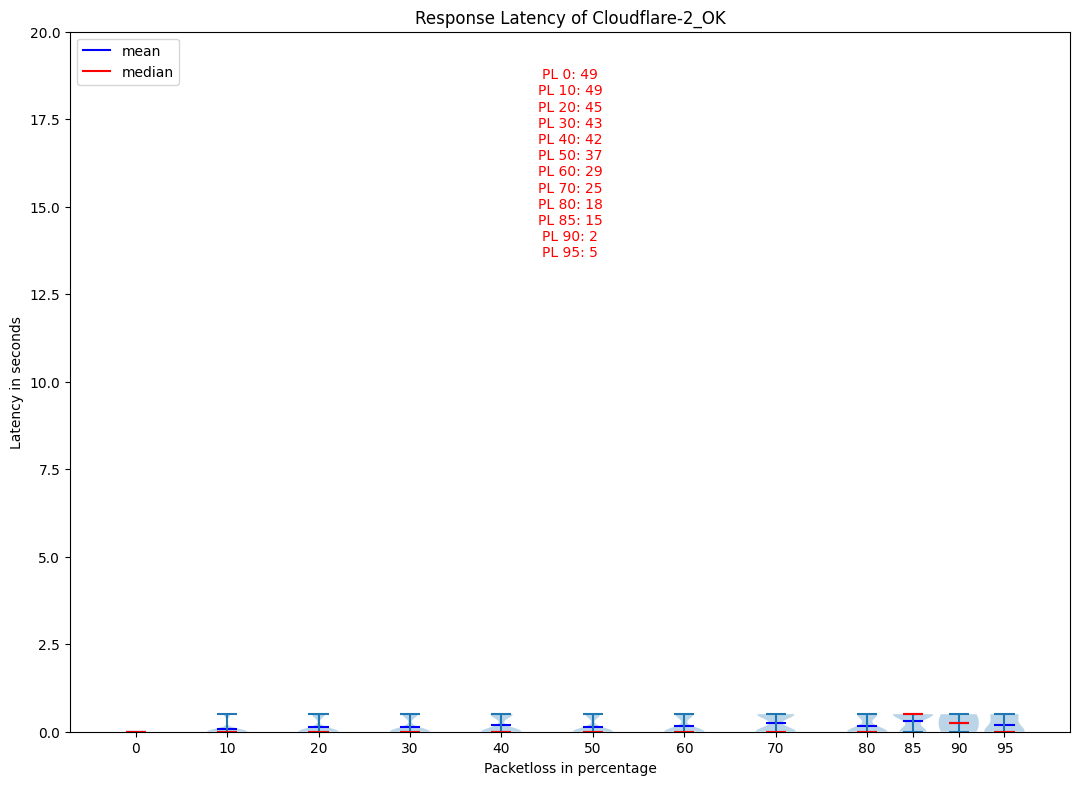 Response Latency of Cloudflare-2_OK
mean
median
PL 0: 49
PL 10: 49
PL 20: 45
PL 30: 43
PL 40: 42
PL 50: 37
PL 60: 29
PL 70: 25
PL 80: 18
PL 85: 15
PL 90: 2
PL 95: 5
Latency in seconds
20.0
17.5
15.0
12.5
10.0
7.5
5.0
2.5
0.0
0 10 20 30 40 50 60 70 80 85 90 95
Packetloss in percentage